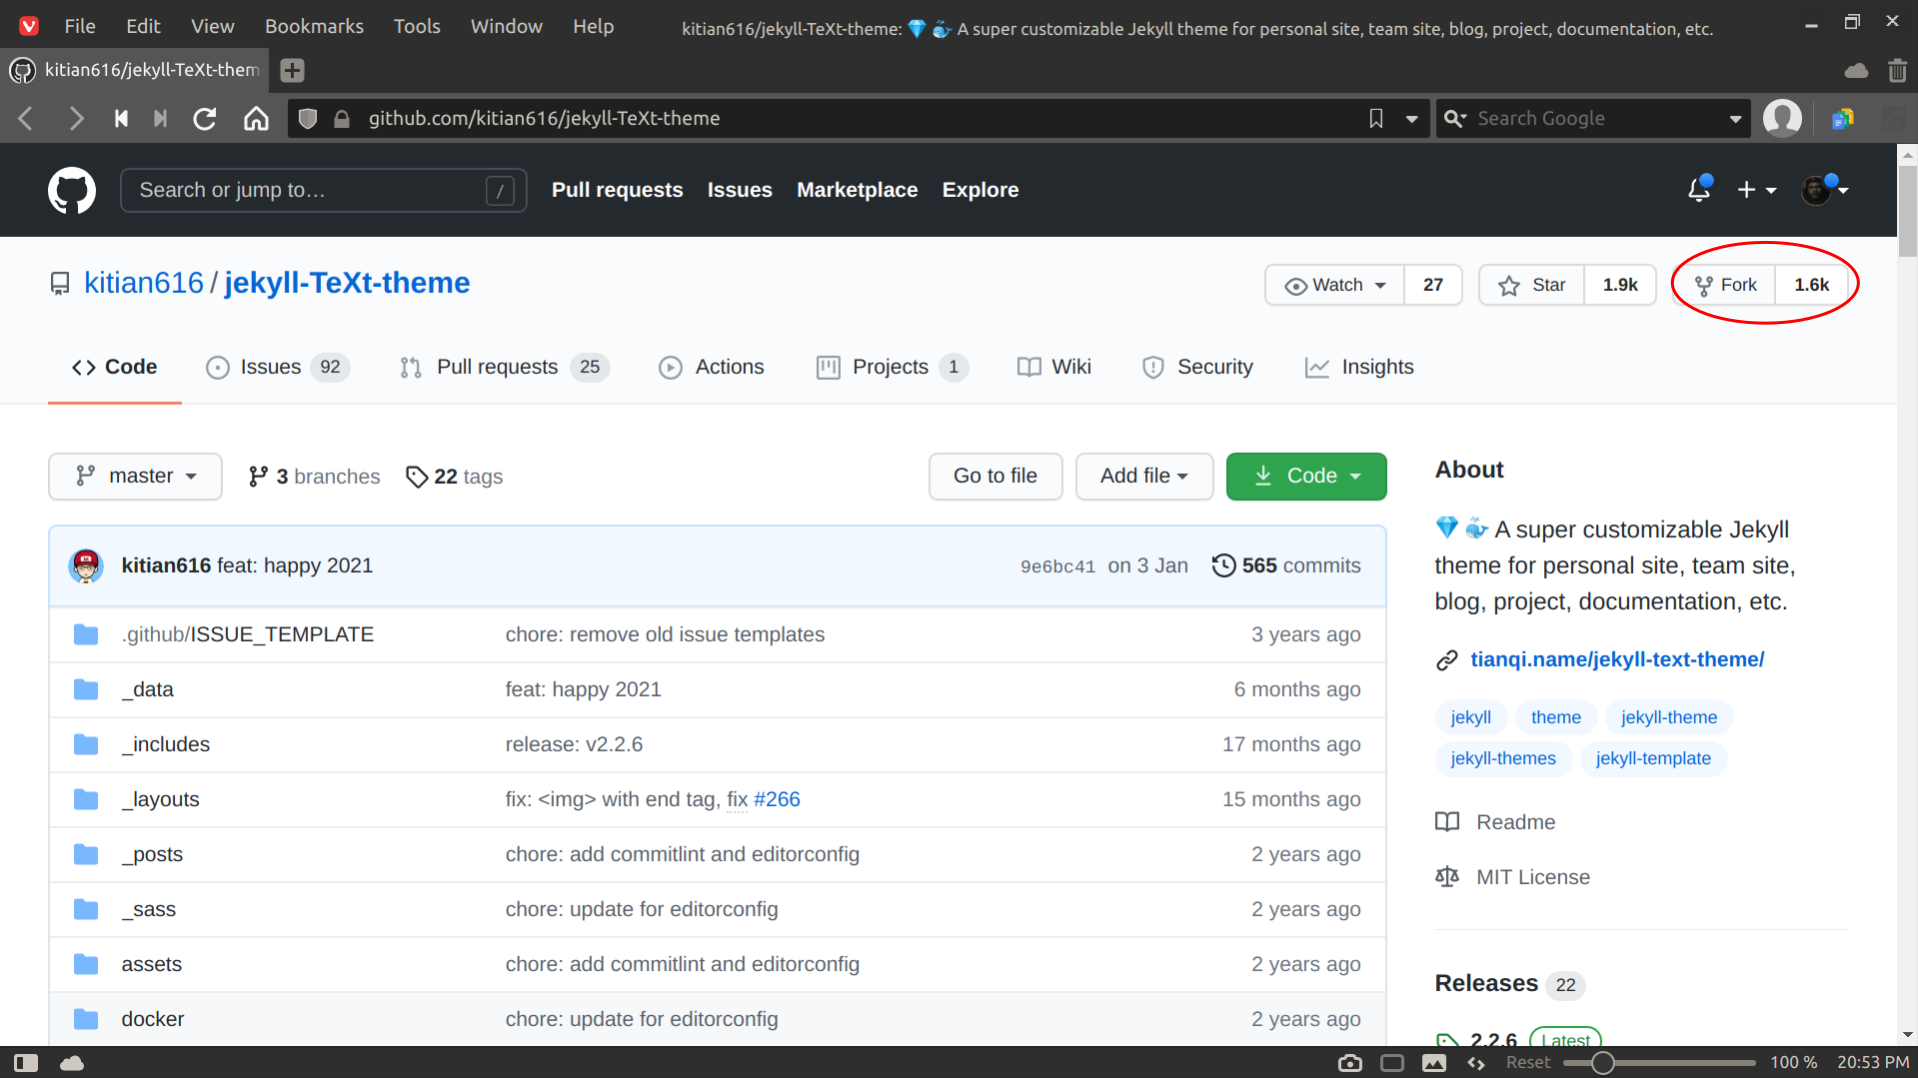 File Edit View Bookmarks Tools Window Help kitian616/jekyll-TeXt-theme: 💎 🐳 A super customizable Jekyll theme for personal site, team site, blog, project, documentation, etc.
kitian616/jekyll-TeXt-them
github.com/kitian616/jekyll-TeXt-theme Search Google
Search or jump to… / Pull requests Issues Marketplace Explore
kitian616 / jekyll-TeXt-theme Watch 27 Star 1.9k Fork 1.6k
Code Issues 92 Pull requests 25 Actions Projects 1 Wiki Security Insights
master 3 branches 22 tags Go to file Add file Code
kitian616 feat: happy 2021 9e6bc41 on 3 Jan 565 commits
.github/ISSUE_TEMPLATE chore: remove old issue templates 3 years ago
_data feat: happy 2021 6 months ago
_includes release: v2.2.6 17 months ago
_layouts fix: <img> with end tag, fix #266 15 months ago
_posts chore: add commitlint and editorconfig 2 years ago
_sass chore: update for editorconfig 2 years ago
assets chore: add commitlint and editorconfig 2 years ago
docker chore: update for editorconfig 2 years ago
About
💎 🐳 A super customizable Jekyll
theme for personal site, team site,
blog, project, documentation, etc.
tianqi.name/jekyll-text-theme/
jekyll theme jekyll-theme
jekyll-themes jekyll-template
Readme
MIT License
Releases 22
2.2.6 Latest
Reset 100 % 20:53 PM